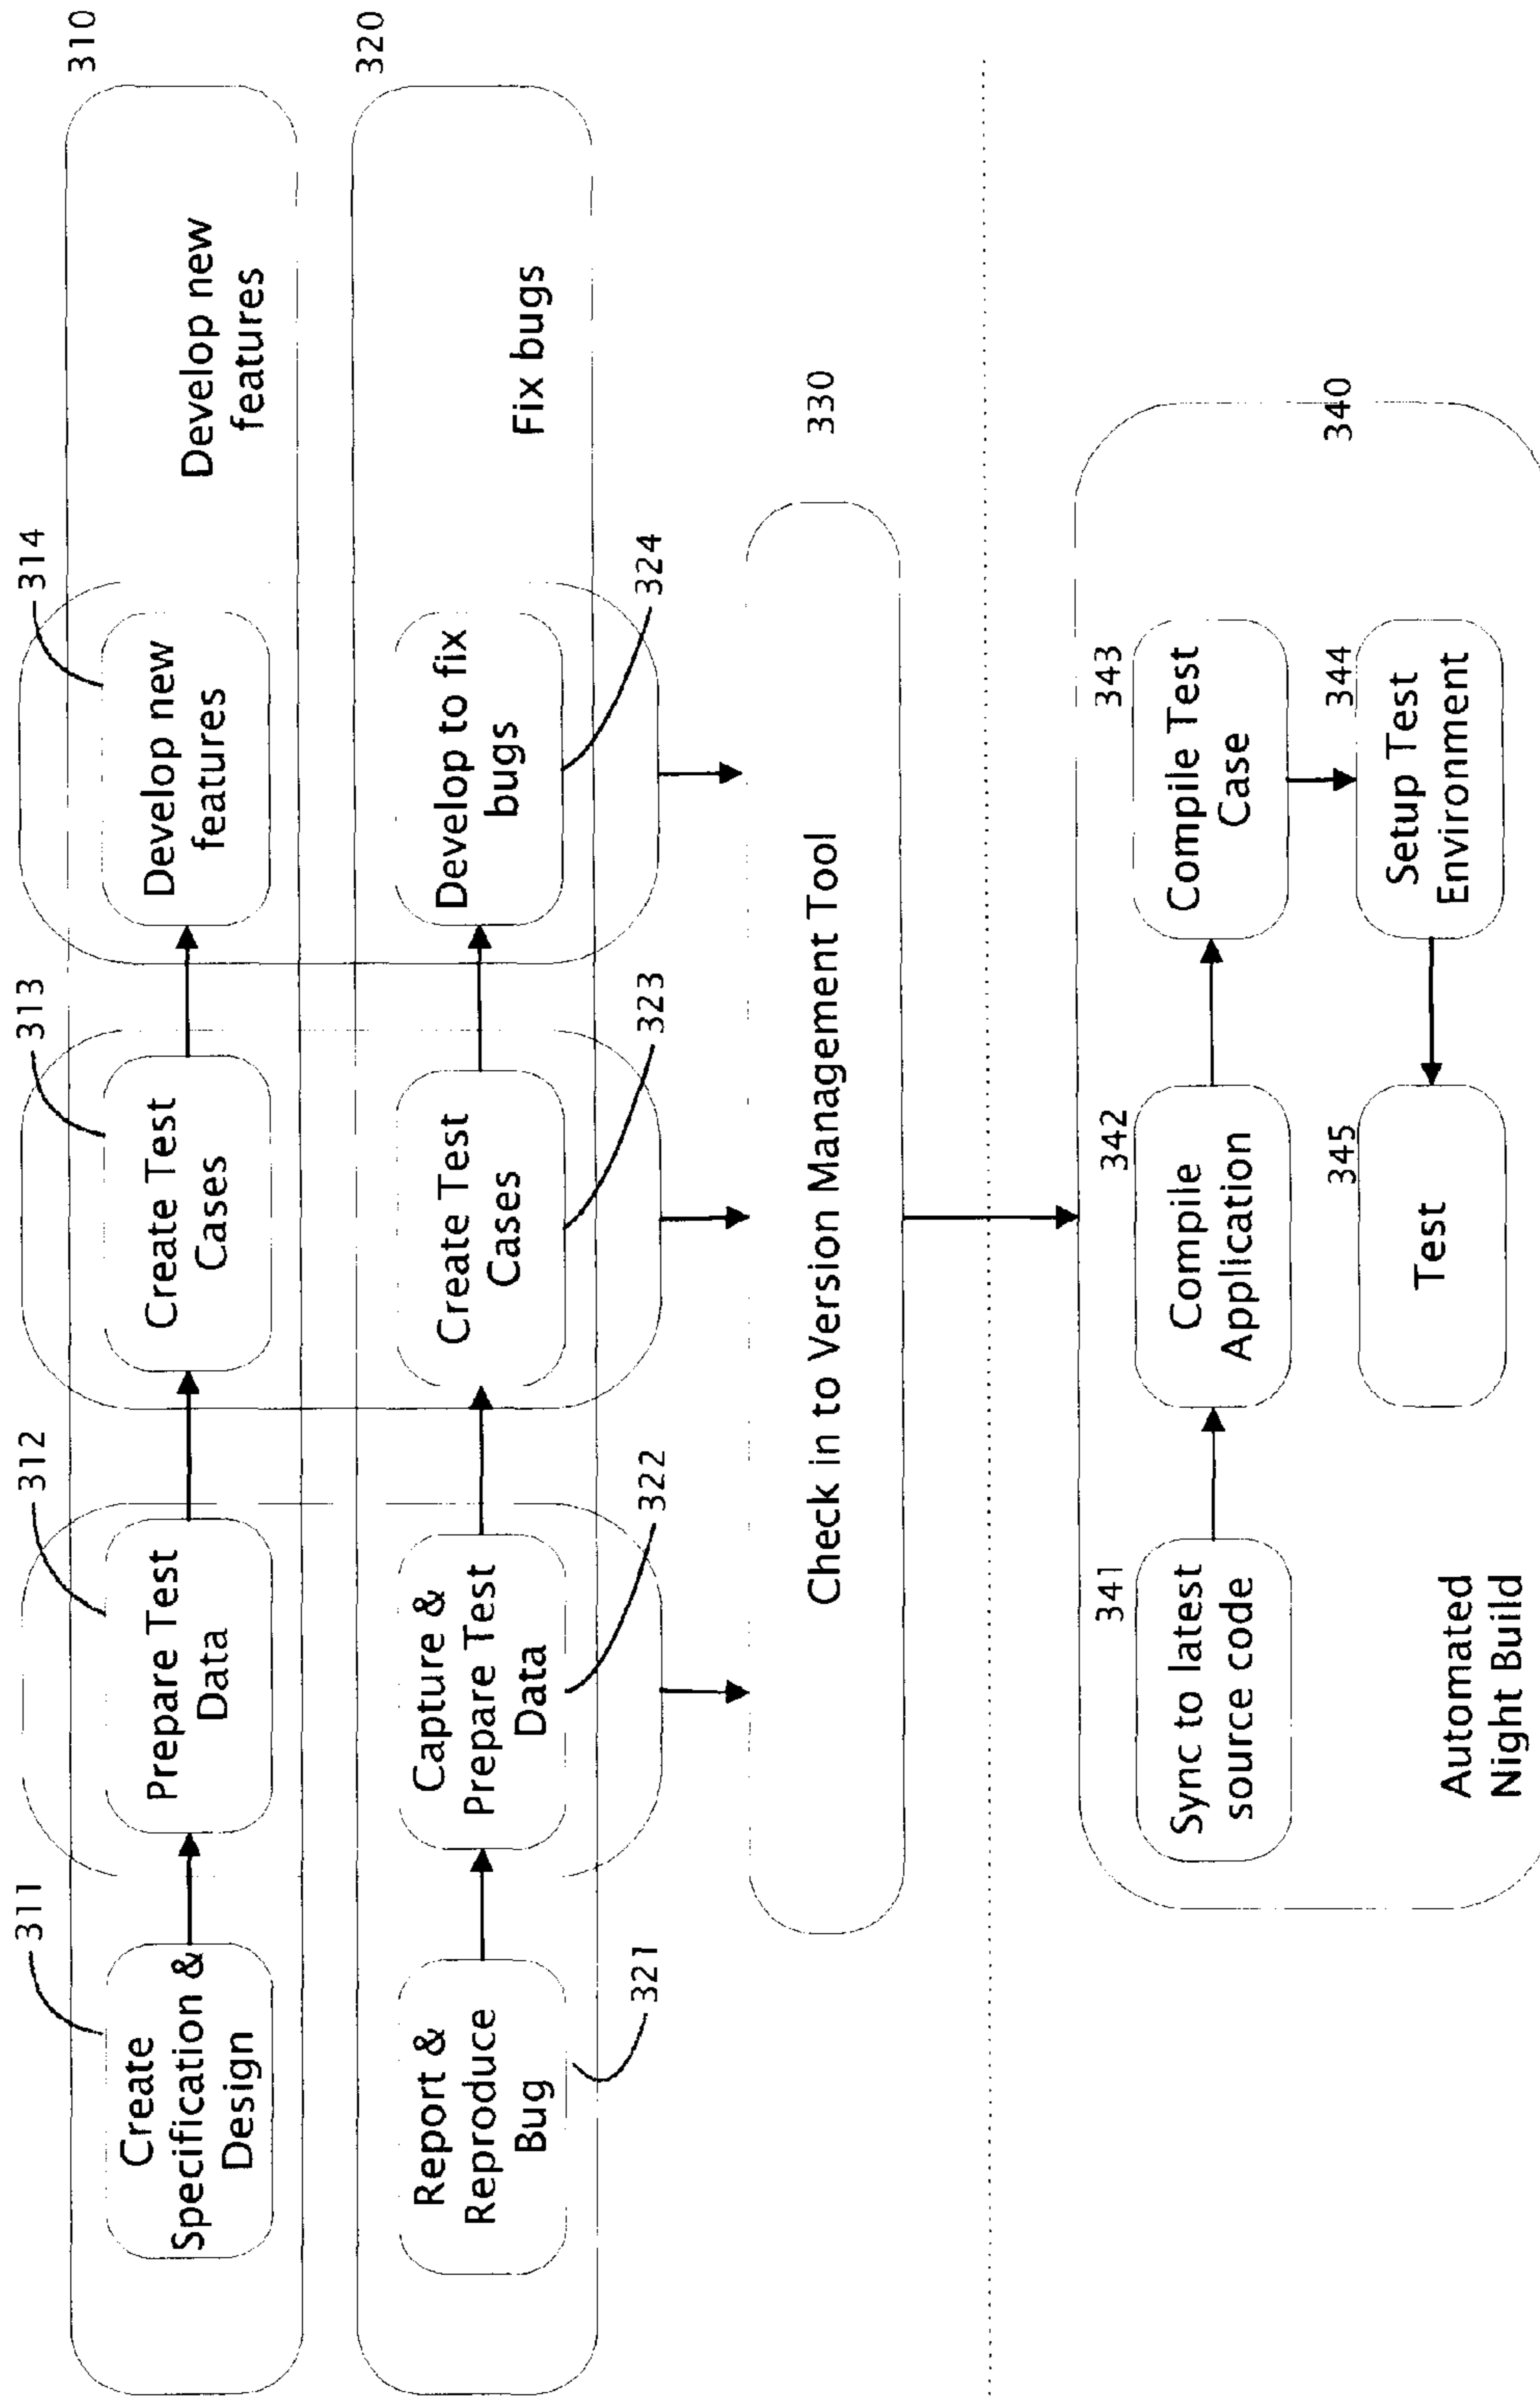 310
311
Create
Specification &
Design
312
Prepare Test
Data
313
Create Test
Cases
314
Develop new
features
Develop new
features
320
Report &
Reproduce
Bug
321
Capture &
Prepare Test
Data
322
Create Test
Cases
323
Develop to fix
bugs
324
Fix bugs
Check in to Version Management Tool
330
340
341
Sync to latest
source code
342
Compile
Application
343
Compile Test
Case
344
Setup Test
Environment
345
Test
Automated
Night Build